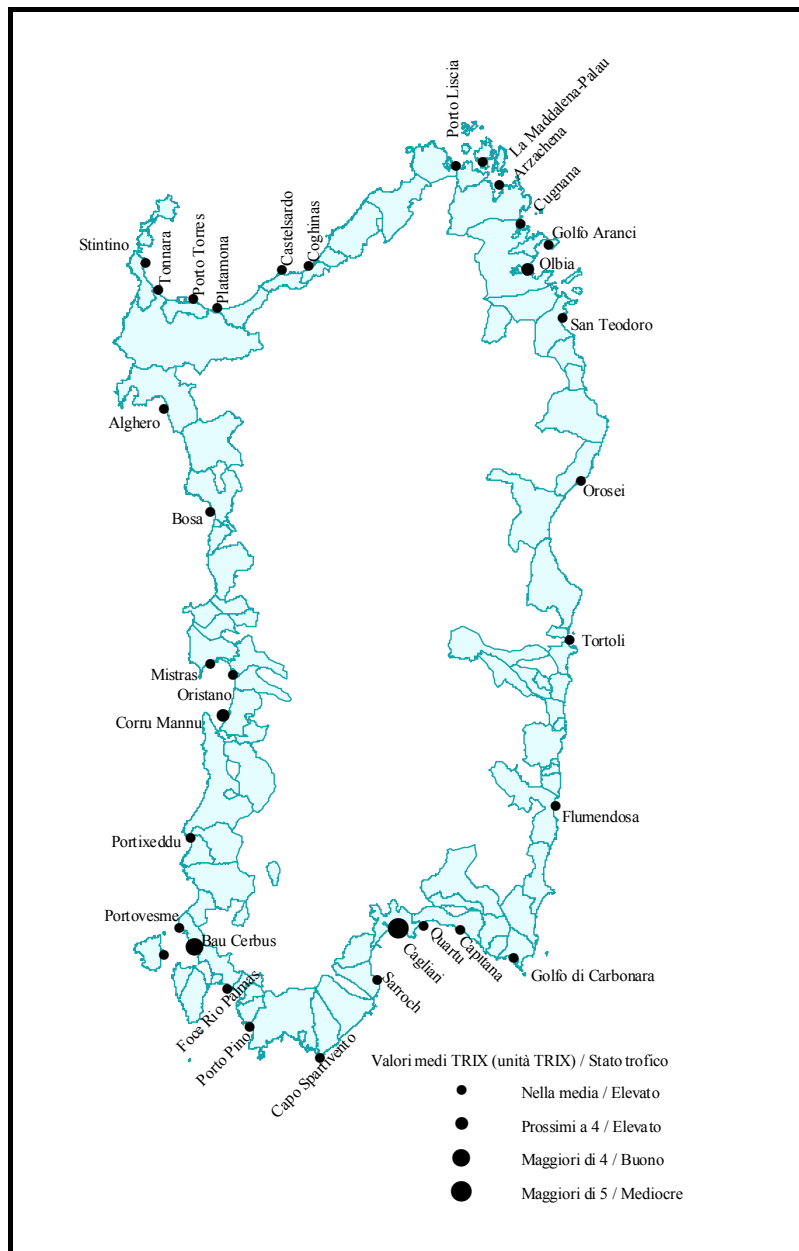 Porto Liscia
La Maddalena-Palau
Arzachena
Cugnana
Golfo Aranci
Olbia
San Teodoro
Castelsardo
Coghinas
Stintino
Tonnara
Porto Torres
Platamona
Alghero
Orosei
Bosa
Tortoli
Mistras
Oristano
Corru Mannu
Flumendosa
Portixeddu
Portovesme
Bau Cerbus
Cagliari
Quartu
Capitana
Golfo di Carbonara
Sarroch
Foce Rio Palmas
Porto Pino
Capo Spartivento
Valori medi TRIX (unità TRIX) / Stato trofico
Nella media / Elevato
Prossimi a 4 / Elevato
Maggiori di 4 / Buono
Maggiori di 5 / Mediocre